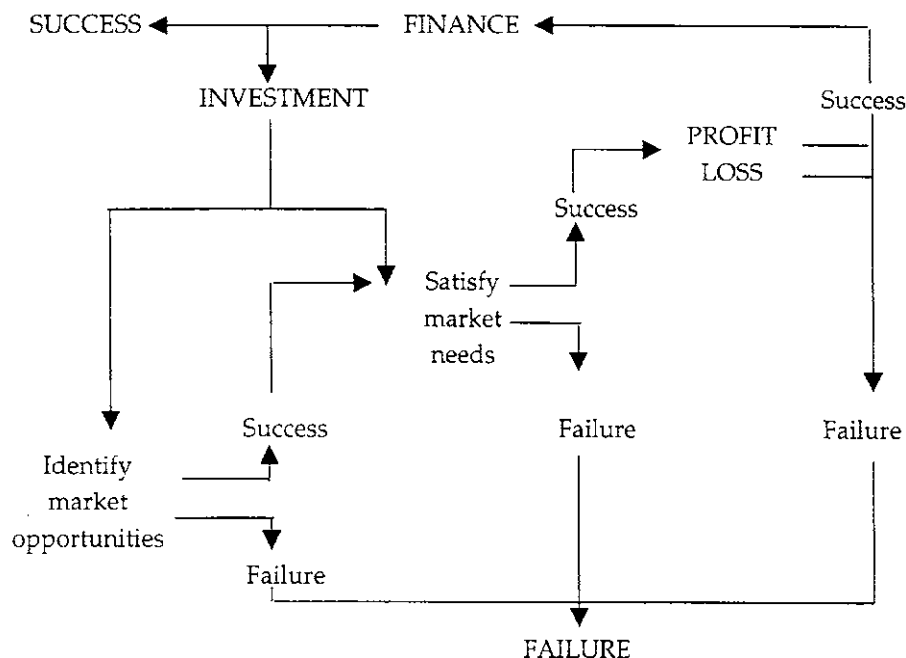 SUCCESS
FINANCE
INVESTMENT
Success
PROFIT
LOSS
Success
Satisfy
market
needs
Success
Failure
Failure
Identify
market
opportunities
Failure
FAILURE